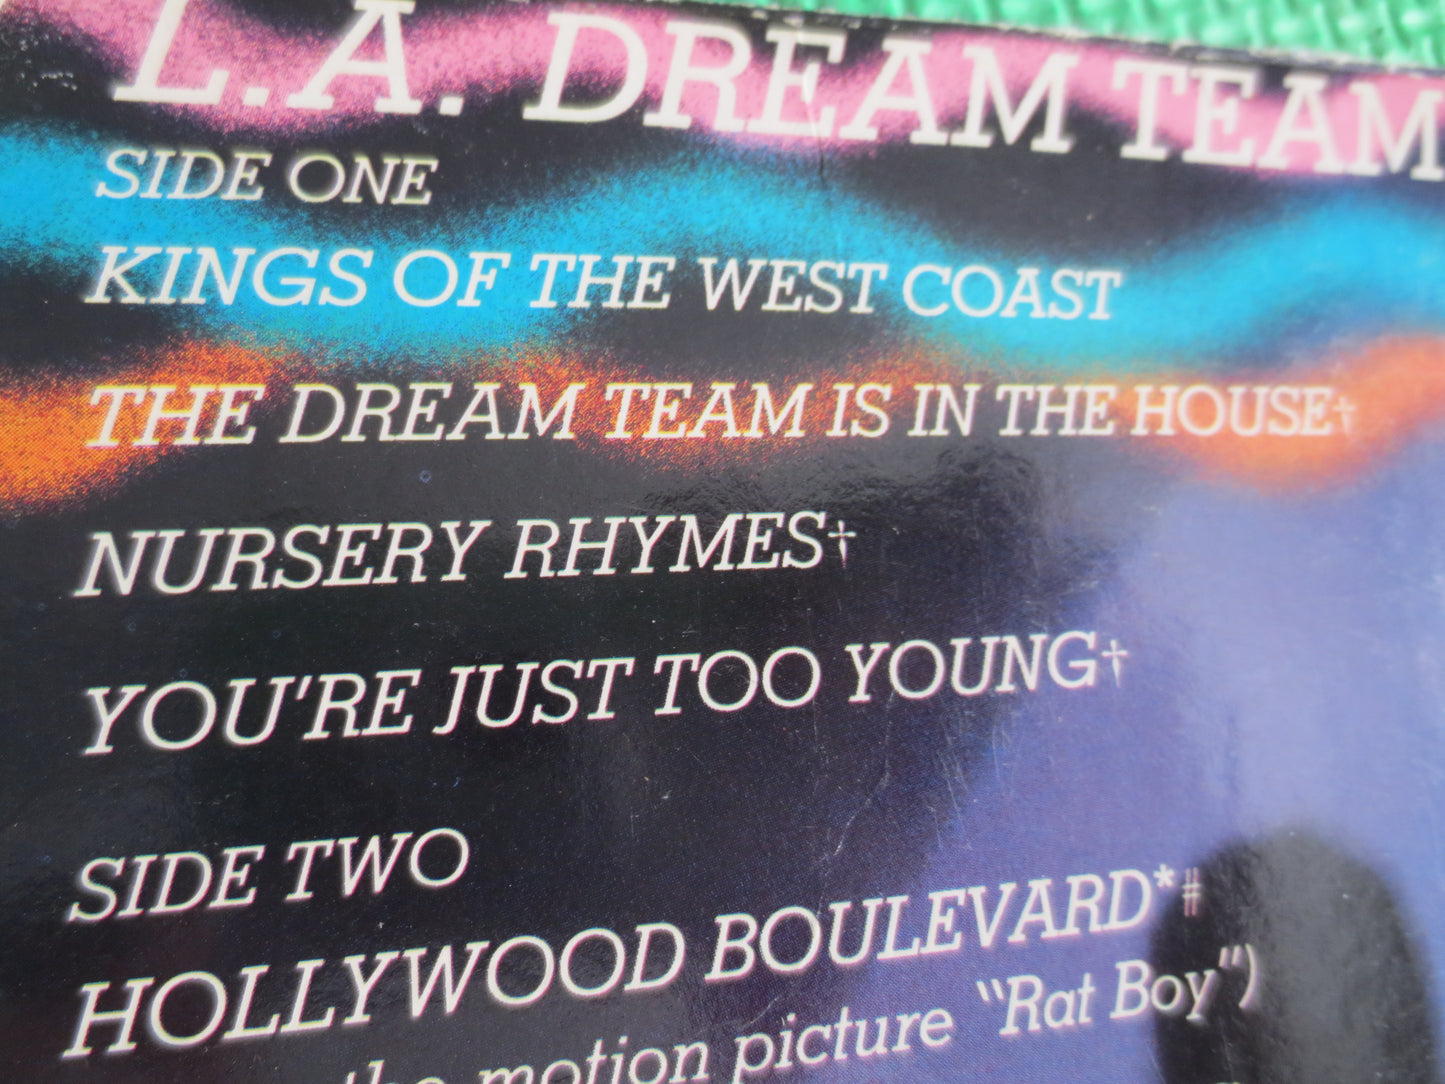 L.A. DREAM TEAM
SIDE ONE
KINGS OF THE WEST COAST
THE DREAM TEAM IS IN THE HOUSE†
NURSERY RHYMES†
YOU'RE JUST TOO YOUNG†
SIDE TWO
HOLLYWOOD BOULEVARD*#
the motion picture "Rat Boy")